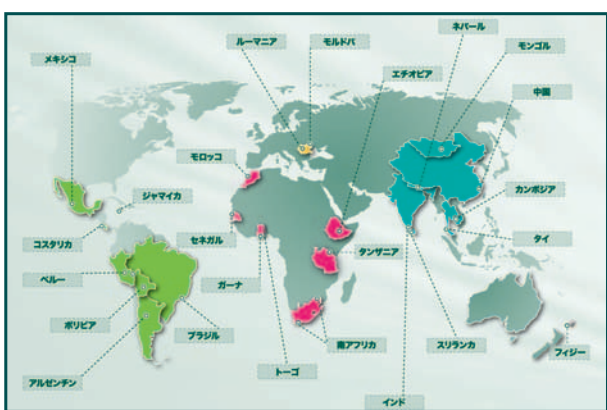 ネパール
ルーマニア
モルドバ
モンゴル
メキシコ
エチオピア
中国
モロッコ
ジャマイカ
カンボジア
コスタリカ
セネガル
タンザニア
タイ
ペルー
ガーナ
ボリビア
ブラジル
南アフリカ
スリランカ
フィジー
トーゴ
アルゼンチン
インド